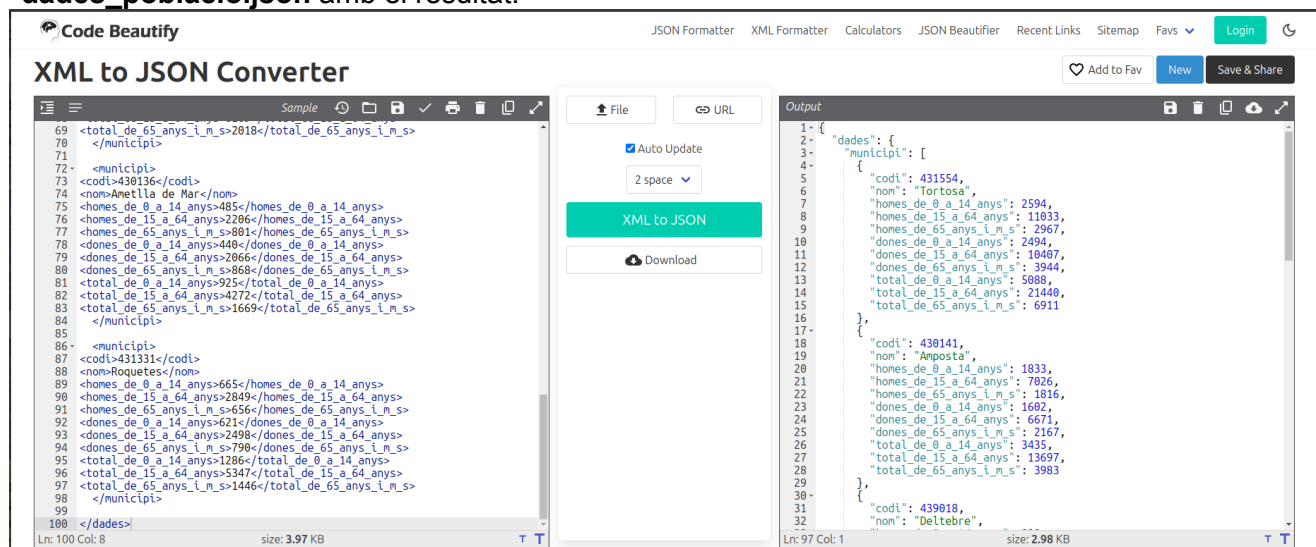 dades_poblacio.json amb el resultat.
Code Beautify
JSON Formatter XML Formatter Calculators JSON Beautifier Recent Links Sitemap Favs Login
XML to JSON Converter
Add to Fav New Save & Share
Sample
69 <total_de_65_anys_i_m_s>2018</total_de_65_anys_i_m_s>
70 </municipi>
71
72 <municipi>
73 <codi>430136</codi>
74 <nom>Ametlla de Mar</nom>
75 <homes_de_0_a_14_anys>485</homes_de_0_a_14_anys>
76 <homes_de_15_a_64_anys>2206</homes_de_15_a_64_anys>
77 <homes_de_65_anys_i_m_s>801</homes_de_65_anys_i_m_s>
78 <dones_de_0_a_14_anys>440</dones_de_0_a_14_anys>
79 <dones_de_15_a_64_anys>2066</dones_de_15_a_64_anys>
80 <dones_de_65_anys_i_m_s>868</dones_de_65_anys_i_m_s>
81 <total_de_0_a_14_anys>925</total_de_0_a_14_anys>
82 <total_de_15_a_64_anys>4272</total_de_15_a_64_anys>
83 <total_de_65_anys_i_m_s>1669</total_de_65_anys_i_m_s>
84 </municipi>
85
86 <municipi>
87 <codi>431331</codi>
88 <nom>Roquetes</nom>
89 <homes_de_0_a_14_anys>665</homes_de_0_a_14_anys>
90 <homes_de_15_a_64_anys>2849</homes_de_15_a_64_anys>
91 <homes_de_65_anys_i_m_s>656</homes_de_65_anys_i_m_s>
92 <dones_de_0_a_14_anys>621</dones_de_0_a_14_anys>
93 <dones_de_15_a_64_anys>2498</dones_de_15_a_64_anys>
94 <dones_de_65_anys_i_m_s>790</dones_de_65_anys_i_m_s>
95 <total_de_0_a_14_anys>1286</total_de_0_a_14_anys>
96 <total_de_15_a_64_anys>5347</total_de_15_a_64_anys>
97 <total_de_65_anys_i_m_s>1446</total_de_65_anys_i_m_s>
98 </municipi>
99
100 </dades>
Ln: 100 Col: 8 size: 3.97 KB
File URL
Auto Update
2 space
XML to JSON
Download
Output
1 {
2 "dades": {
3 "municipi": [
4 {
5 "codi": 431554,
6 "nom": "Tortosa",
7 "homes_de_0_a_14_anys": 2594,
8 "homes_de_15_a_64_anys": 11033,
9 "homes_de_65_anys_i_m_s": 2967,
10 "dones_de_0_a_14_anys": 2494,
11 "dones_de_15_a_64_anys": 10407,
12 "dones_de_65_anys_i_m_s": 3944,
13 "total_de_0_a_14_anys": 5088,
14 "total_de_15_a_64_anys": 21440,
15 "total_de_65_anys_i_m_s": 6911
16 },
17 {
18 "codi": 430141,
19 "nom": "Amposta",
20 "homes_de_0_a_14_anys": 1833,
21 "homes_de_15_a_64_anys": 7026,
22 "homes_de_65_anys_i_m_s": 1816,
23 "dones_de_0_a_14_anys": 1602,
24 "dones_de_15_a_64_anys": 6671,
25 "dones_de_65_anys_i_m_s": 2167,
26 "total_de_0_a_14_anys": 3435,
27 "total_de_15_a_64_anys": 13697,
28 "total_de_65_anys_i_m_s": 3983
29 },
30 {
31 "codi": 439018,
32 "nom": "Deltebre",
Ln: 97 Col: 1 size: 2.98 KB